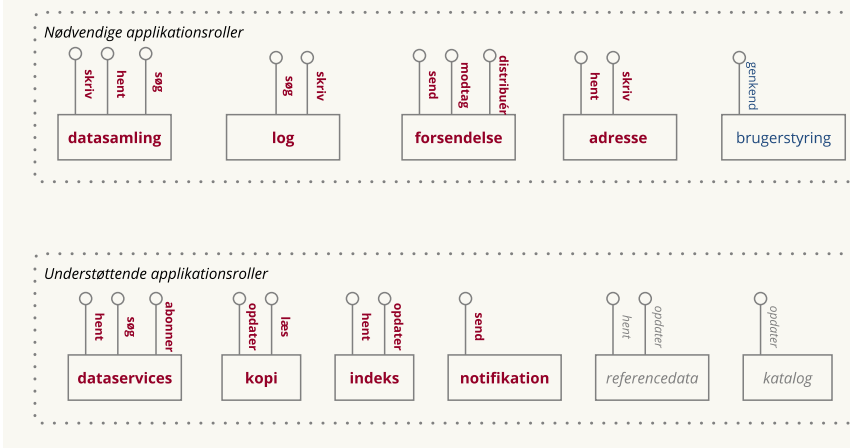 Nødvendige applikationsroller
skriv
hent
søg
søg
skriv
send
modtag
distribuér
hent
skriv
genkend
datasamling
log
forsendelse
adresse
brugerstyring
Understøttende applikationsroller
hent
søg
abonner
opdater
læs
hent
opdater
send
hent
opdater
opdater
dataservices
kopi
indeks
notifikation
referencedata
katalog